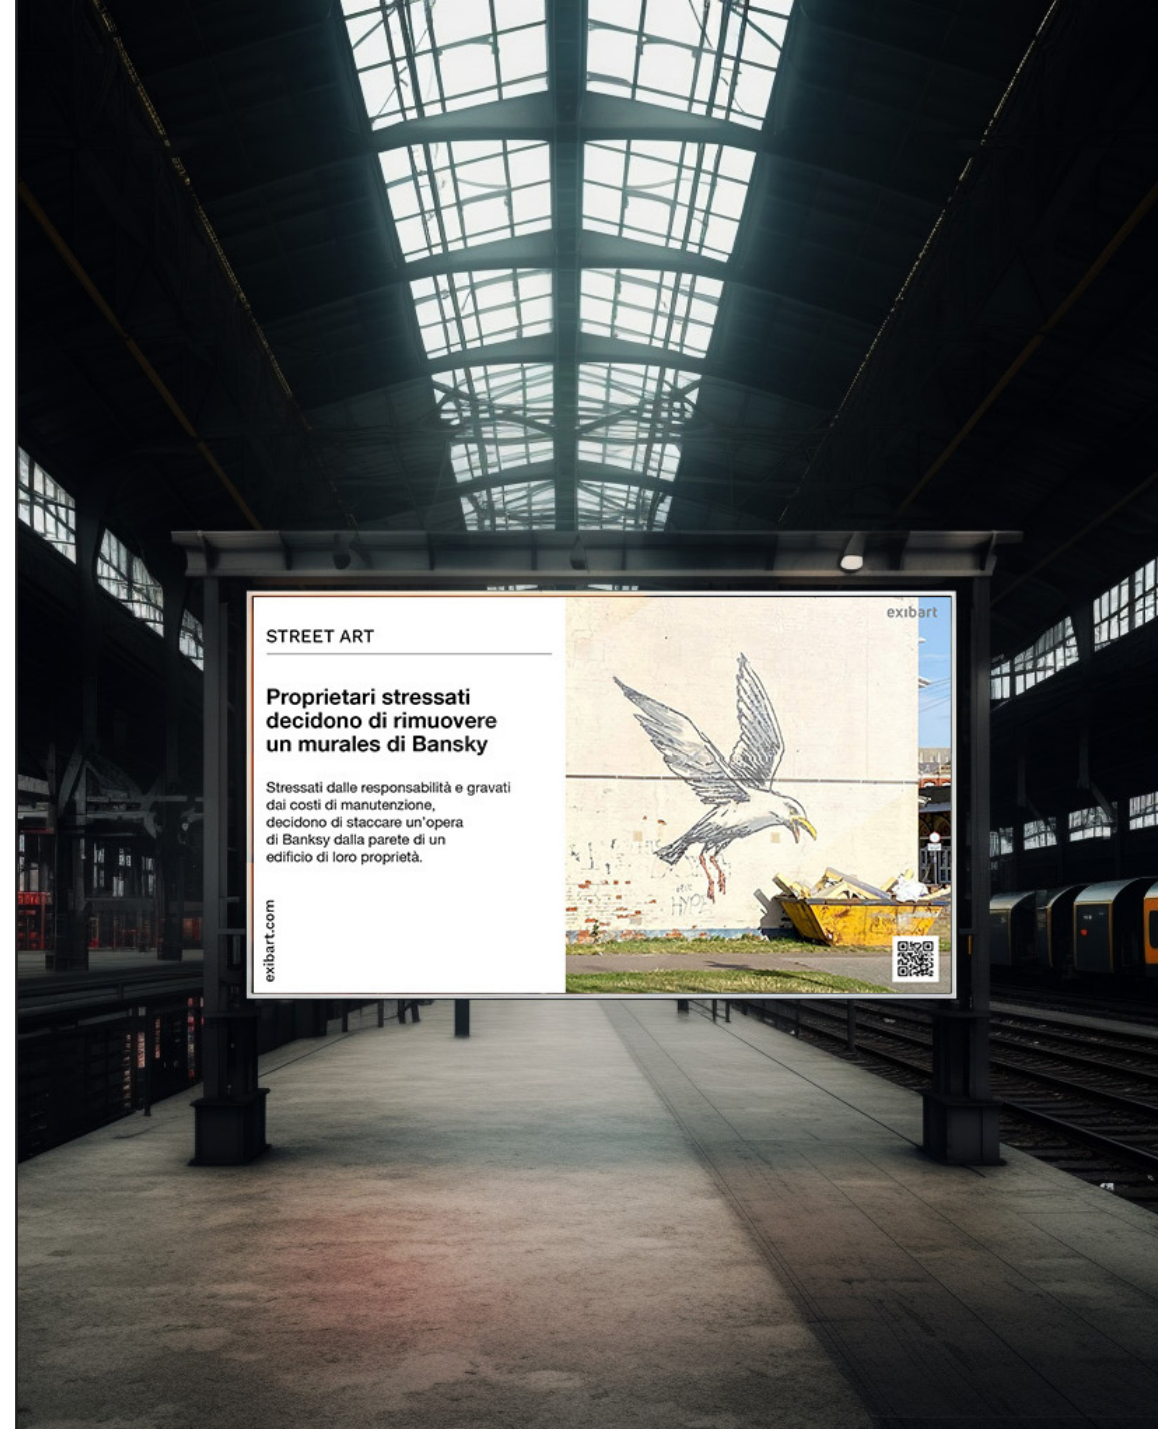 STREET ART
Proprietari stressati
decidono di rimuovere
un murales di Bansky
Stressati dalle responsabilità e gravati
dai costi di manutenzione,
decidono di staccare un'opera
di Banksy dalla parete di un
edificio di loro proprietà.
exibart.com
exibart
HYPE